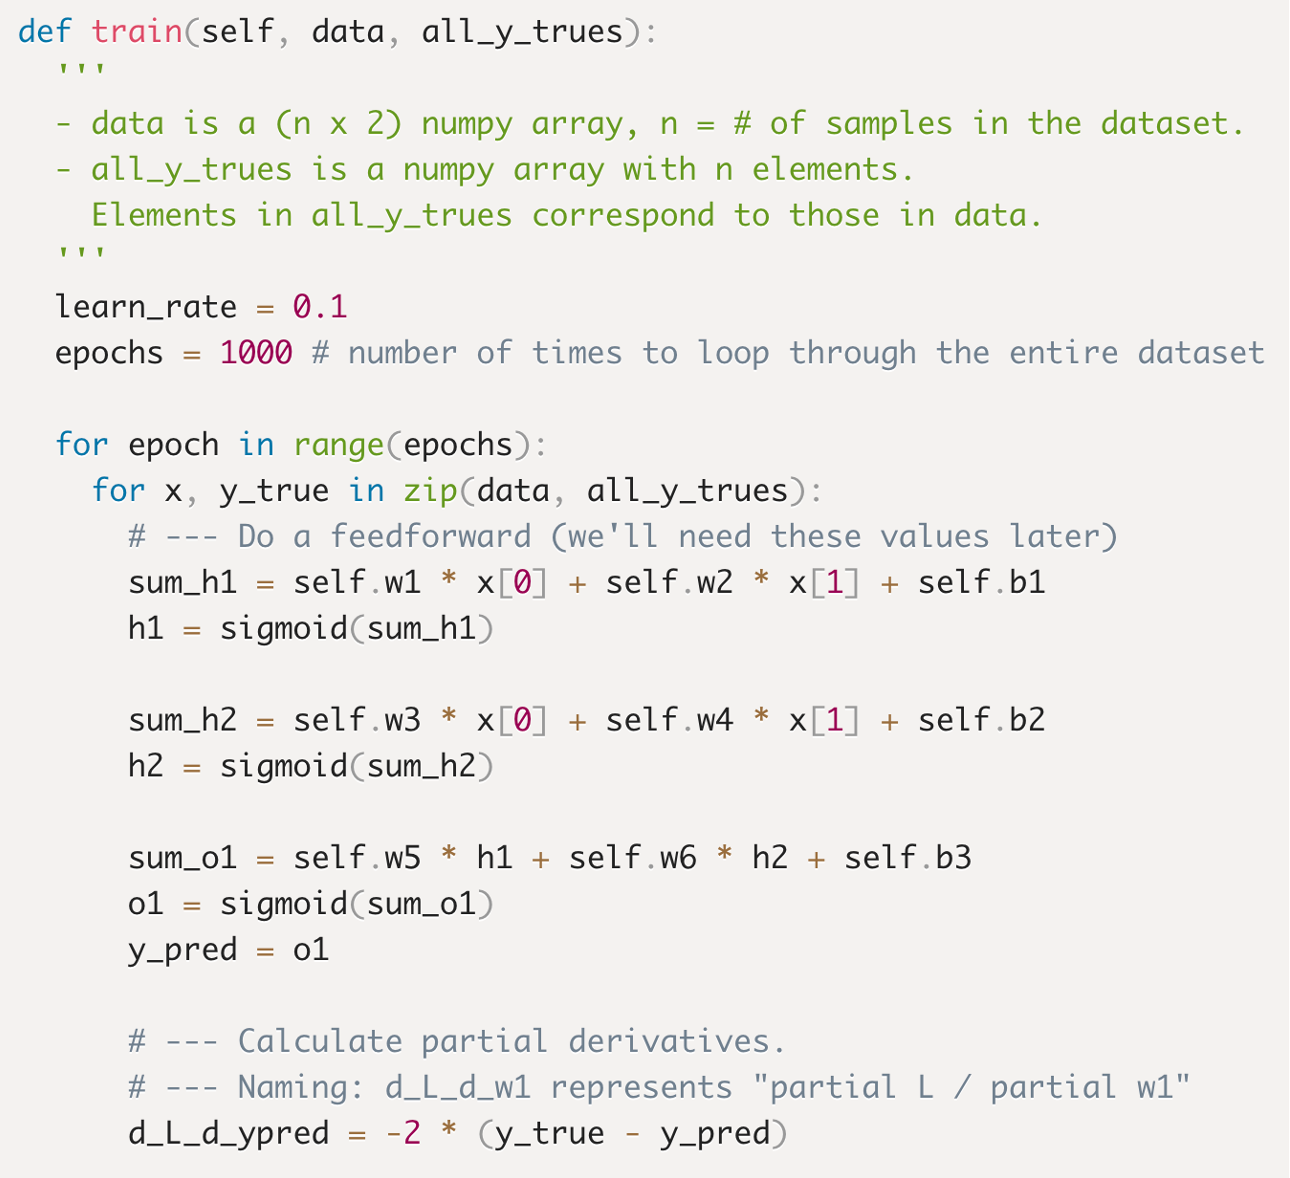 def train(self, data, all_y_trues):
  '''
  - data is a (n x 2) numpy array, n = # of samples in the dataset.
  - all_y_trues is a numpy array with n elements.
    Elements in all_y_trues correspond to those in data.
  '''
  learn_rate = 0.1
  epochs = 1000 # number of times to loop through the entire dataset

  for epoch in range(epochs):
    for x, y_true in zip(data, all_y_trues):
      # --- Do a feedforward (we'll need these values later)
      sum_h1 = self.w1 * x[0] + self.w2 * x[1] + self.b1
      h1 = sigmoid(sum_h1)

      sum_h2 = self.w3 * x[0] + self.w4 * x[1] + self.b2
      h2 = sigmoid(sum_h2)

      sum_o1 = self.w5 * h1 + self.w6 * h2 + self.b3
      o1 = sigmoid(sum_o1)
      y_pred = o1

      # --- Calculate partial derivatives.
      # --- Naming: d_L_d_w1 represents "partial L / partial w1"
      d_L_d_ypred = -2 * (y_true - y_pred)